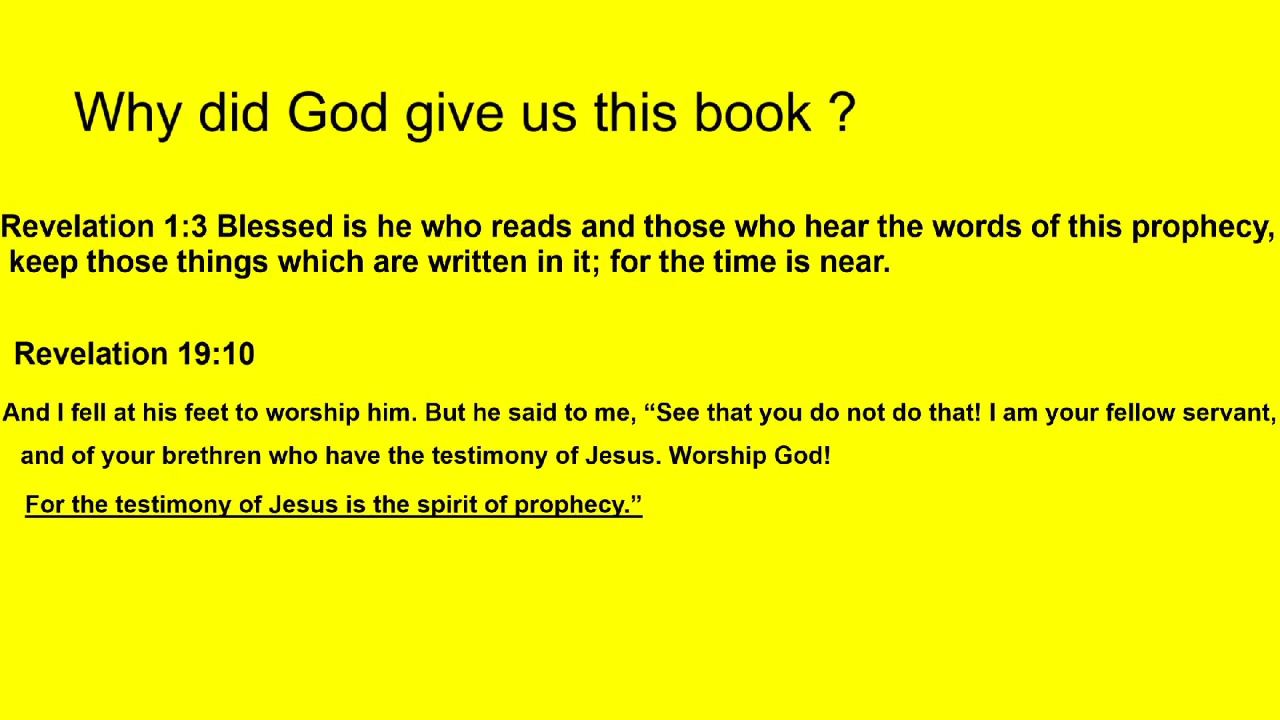 Why did God give us this book ?
Revelation 1:3 Blessed is he who reads and those who hear the words of this prophecy,
keep those things which are written in it; for the time is near.
Revelation 19:10
And I fell at his feet to worship him. But he said to me, “See that you do not do that! I am your fellow servant,
and of your brethren who have the testimony of Jesus. Worship God!
For the testimony of Jesus is the spirit of prophecy.”